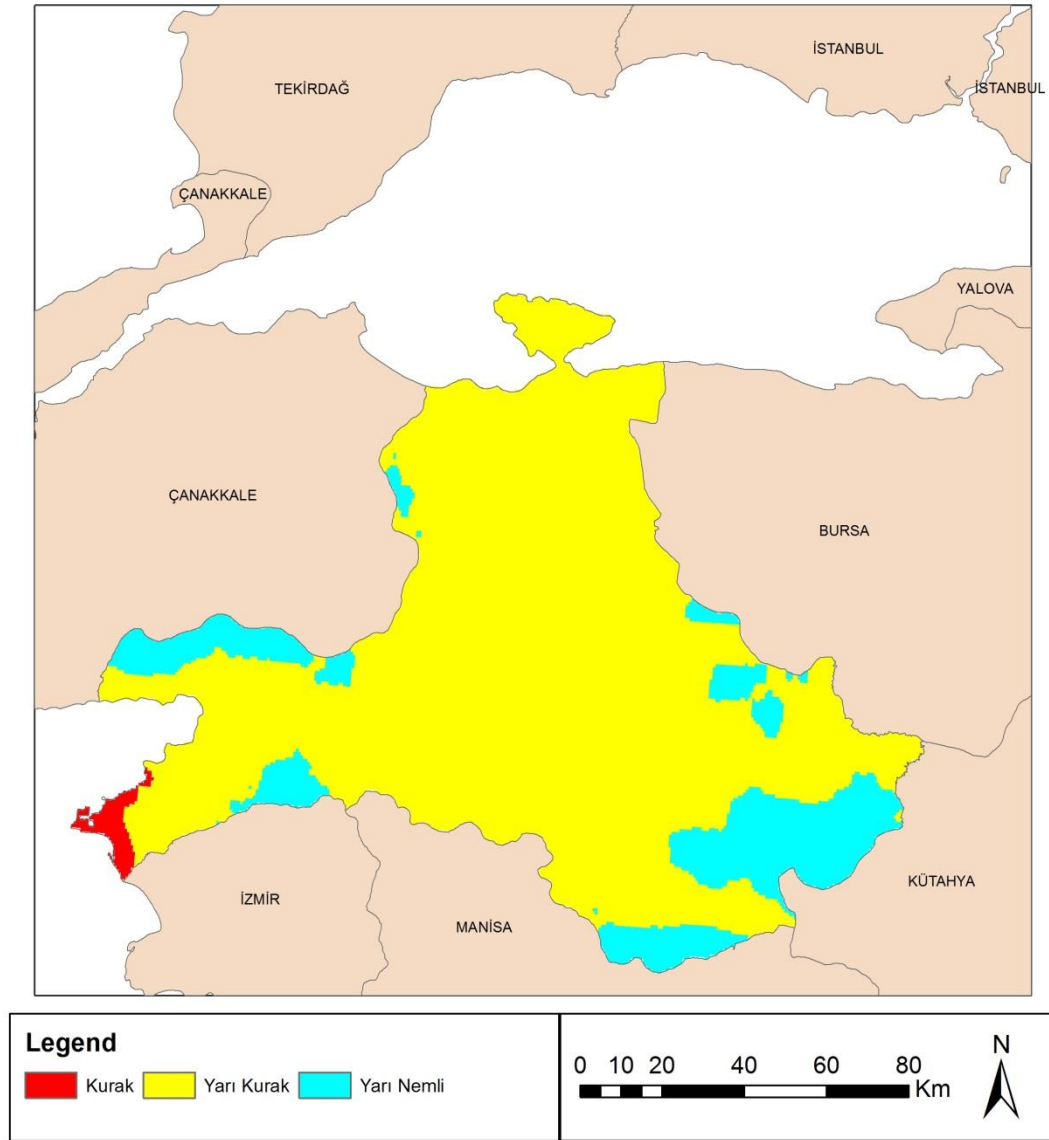 İSTANBUL
TEKİRDAĞ
İSTANBUL
ÇANAKKALE
YALOVA
ÇANAKKALE
BURSA
KÜTAHYA
İZMİR
MANİSA
Legend
Kurak Yarı Kurak Yarı Nemli
0 10 20 40 60 80
Km
N